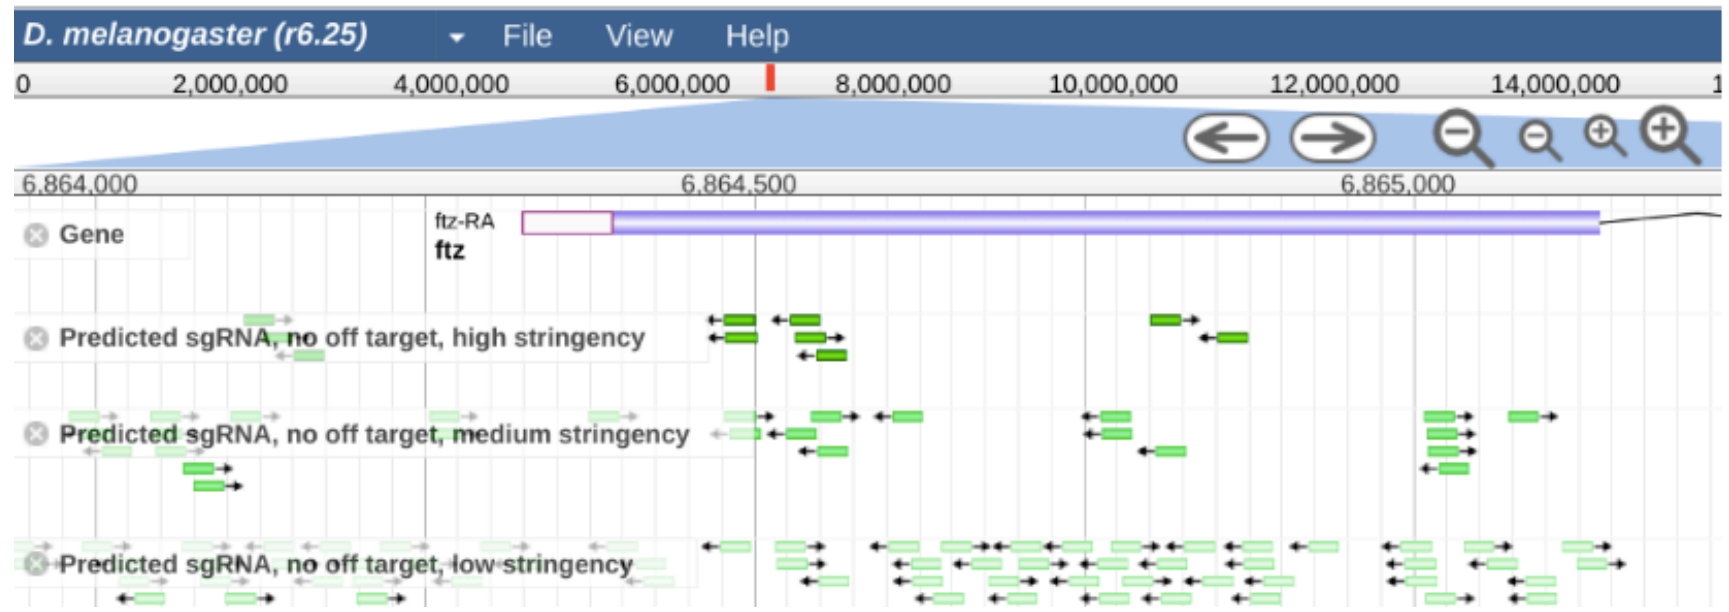 D. melanogaster (r6.25) File View Help
0 2,000,000 4,000,000 6,000,000 8,000,000 10,000,000 12,000,000 14,000,000 1
6,864,000 6,864,500 6,865,000
Gene
ftz-RA
ftz
Predicted sgRNA, no off target, high stringency
Predicted sgRNA, no off target, medium stringency
Predicted sgRNA, no off target, low stringency